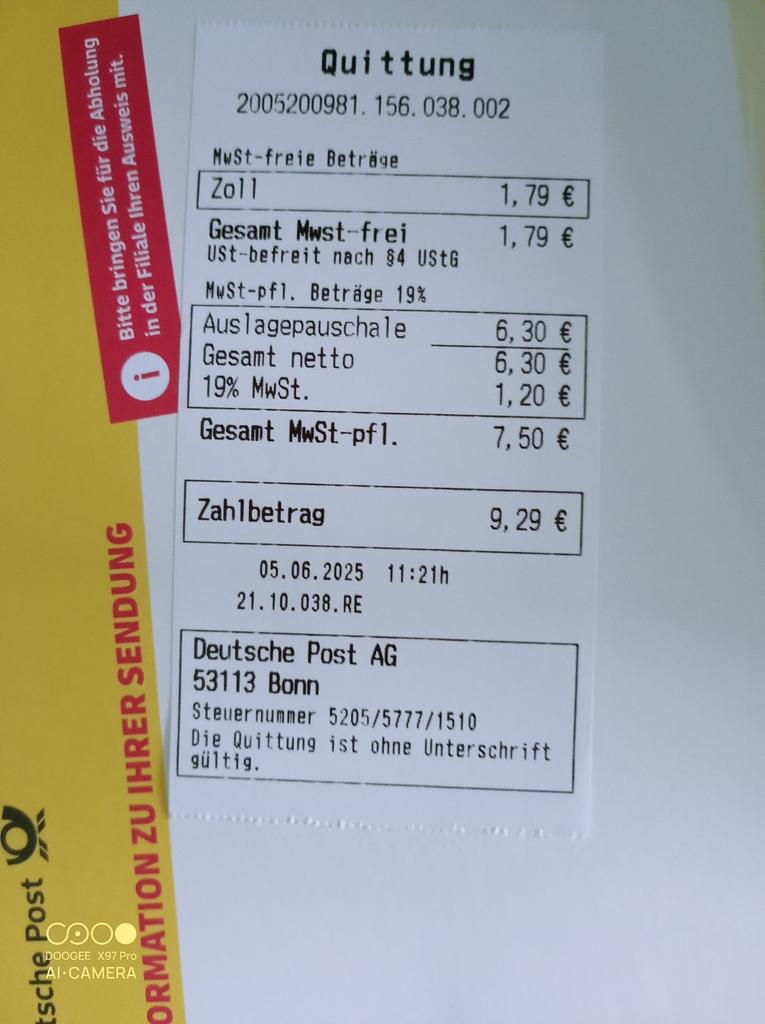 Quittung
2005200981.156.038.002
MwSt-freie Beträge
Zoll 1,79 €
Gesamt Mwst-frei 1,79 €
USt-befreit nach §4 UStG
MwSt-pfl. Beträge 19%
Auslagepauschale 6,30 €
Gesamt netto 6,30 €
19% MwSt. 1,20 €
Gesamt MwSt-pfl. 7,50 €
Zahlbetrag 9,29 €
05.06.2025 11:21h
21.10.038.RE
Deutsche Post AG
53113 Bonn
Steuernummer 5205/5777/1510
Die Quittung ist ohne Unterschrift
gültig.
Bitte bringen Sie für die Abholung
in der Filiale Ihren Ausweis mit.
i
ORMATION ZU IHRER SENDUNG
tsche Post
DOOGEE X97 Pro
AI·CAMERA